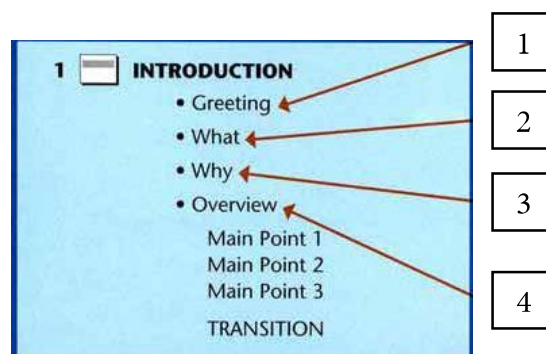 1 INTRODUCTION
• Greeting
• What
• Why
• Overview
Main Point 1
Main Point 2
Main Point 3
TRANSITION
1
2
3
4